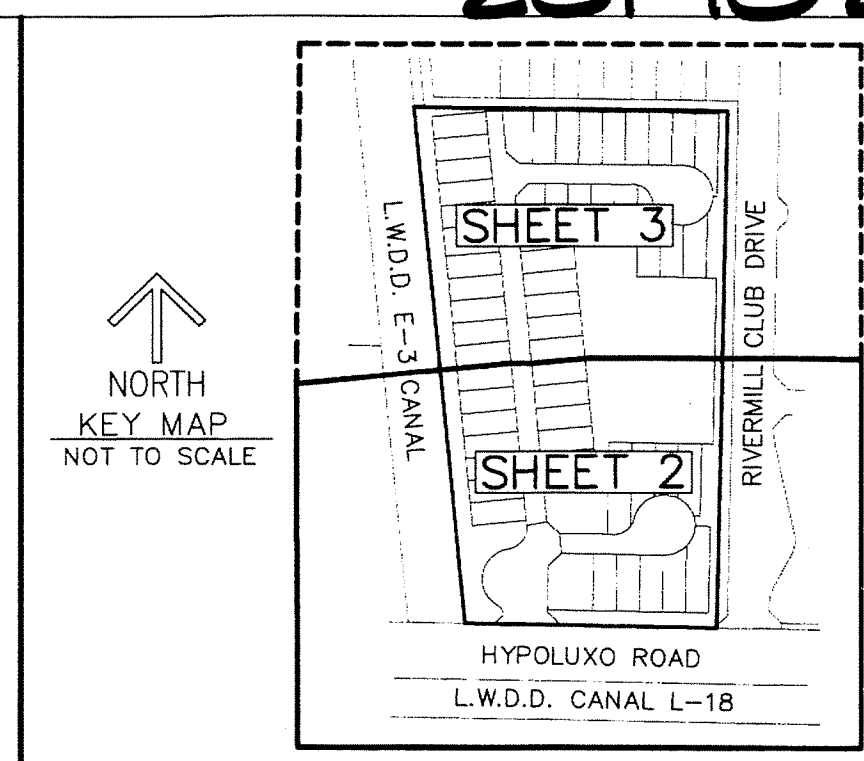 SHEET 3
L.W.D.D. E-3 CANAL
RIVERMILL CLUB DRIVE
NORTH
KEY MAP
NOT TO SCALE
SHEET 2
HYPOLUXO ROAD
L.W.D.D. CANAL L-18